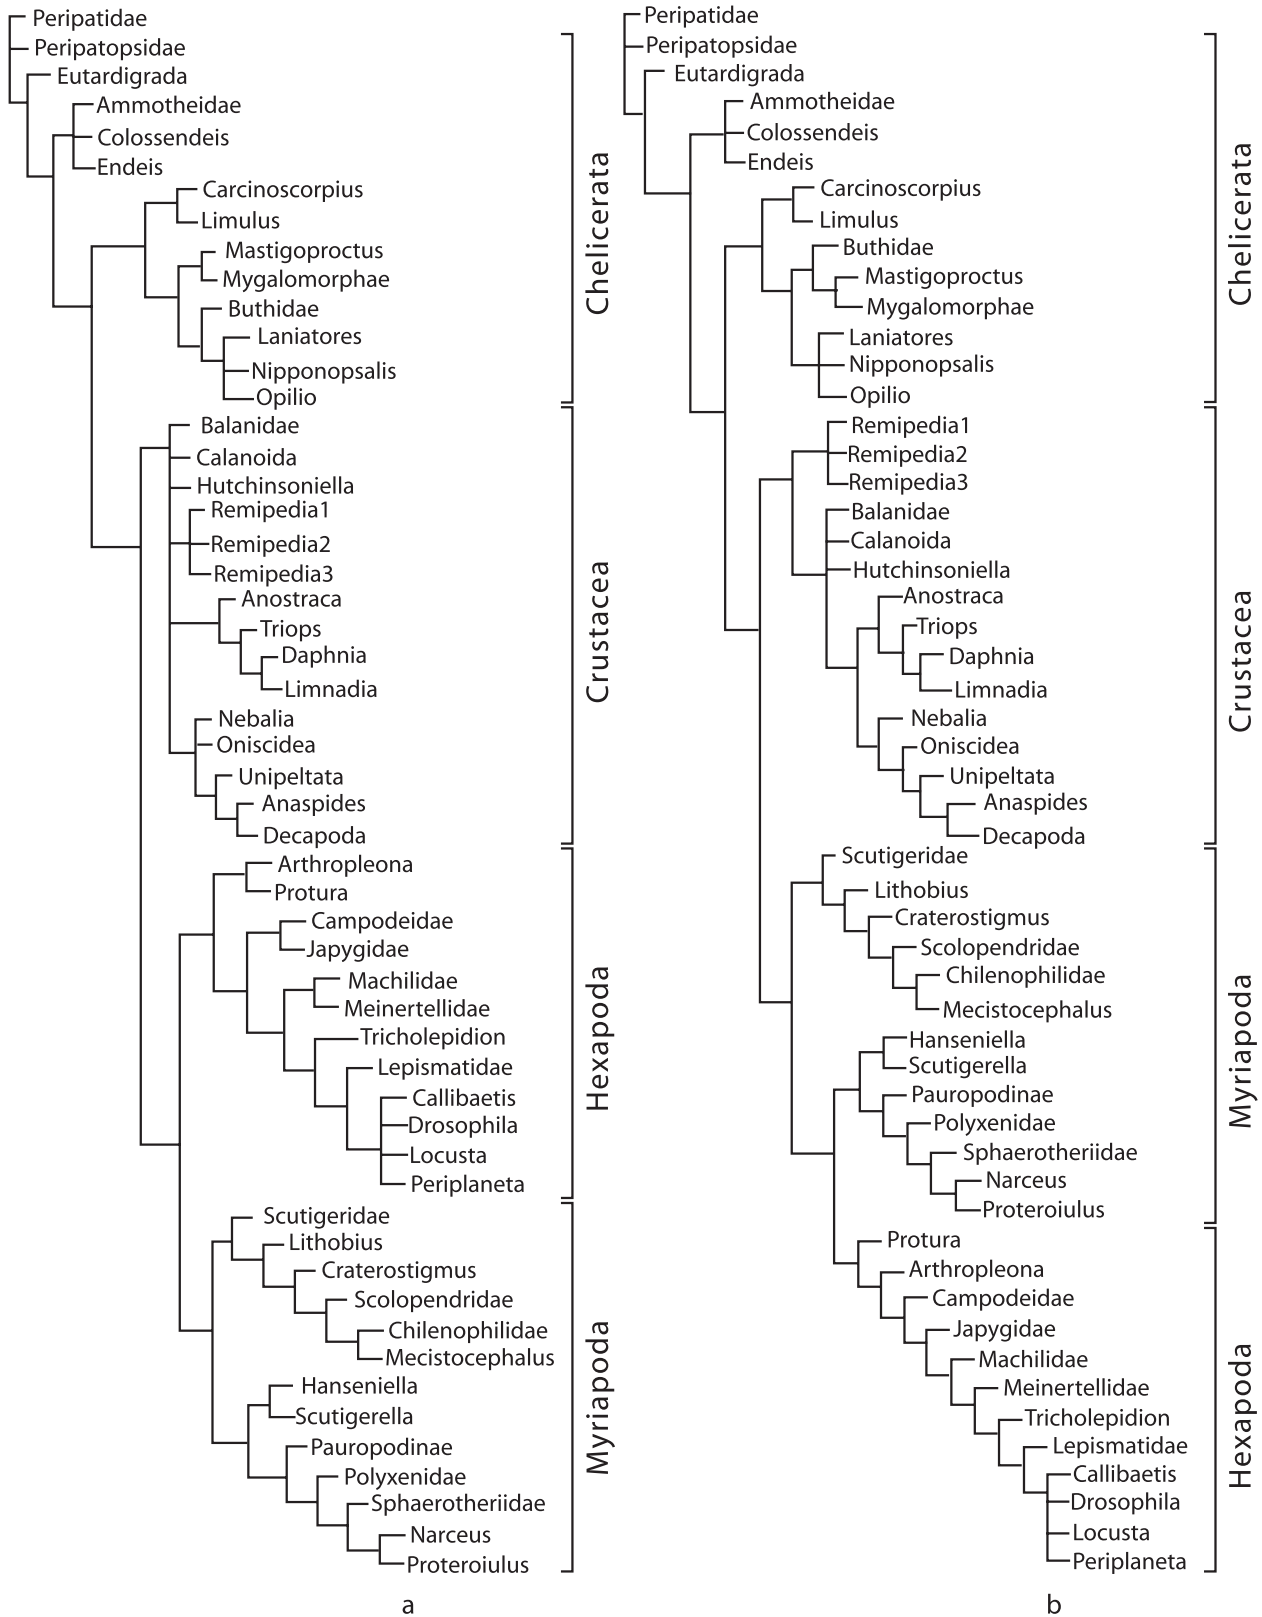 Peripatidae
Peripatopsidae
Eutardigrada
Ammotheidae
Colossendeis
Endeis
Carcinoscorpius
Limulus
Mastigoproctus
Mygalomorphae
Buthidae
Laniatores
Nipponopsalis
Opilio
Chelicerata
Balanidae
Calanoida
Hutchinsoniella
Remipedia1
Remipedia2
Remipedia3
Anostraca
Triops
Daphnia
Limnadia
Nebalia
Oniscidea
Unipeltata
Anaspides
Decapoda
Crustacea
Arthropleona
Protura
Campodeidae
Japygidae
Machilidae
Meinertellidae
Tricholepidion
Lepismatidae
Callibaetis
Drosophila
Locusta
Periplaneta
Hexapoda
Scutigeridae
Lithobius
Craterostigmus
Scolopendridae
Chilenophilidae
Mecistocephalus
Hanseniella
Scutigerella
Pauropodinae
Polyxenidae
Sphaerotheriidae
Narceus
Proteroiulus
Myriapoda
a
Peripatidae
Peripatopsidae
Eutardigrada
Ammotheidae
Colossendeis
Endeis
Carcinoscorpius
Limulus
Buthidae
Mastigoproctus
Mygalomorphae
Laniatores
Nipponopsalis
Opilio
Chelicerata
Remipedia1
Remipedia2
Remipedia3
Balanidae
Calanoida
Hutchinsoniella
Anostraca
Triops
Daphnia
Limnadia
Nebalia
Oniscidea
Unipeltata
Anaspides
Decapoda
Crustacea
Scutigeridae
Lithobius
Craterostigmus
Scolopendridae
Chilenophilidae
Mecistocephalus
Hanseniella
Scutigerella
Pauropodinae
Polyxenidae
Sphaerotheriidae
Narceus
Proteroiulus
Myriapoda
Protura
Arthropleona
Campodeidae
Japygidae
Machilidae
Meinertellidae
Tricholepidion
Lepismatidae
Callibaetis
Drosophila
Locusta
Periplaneta
Hexapoda
b